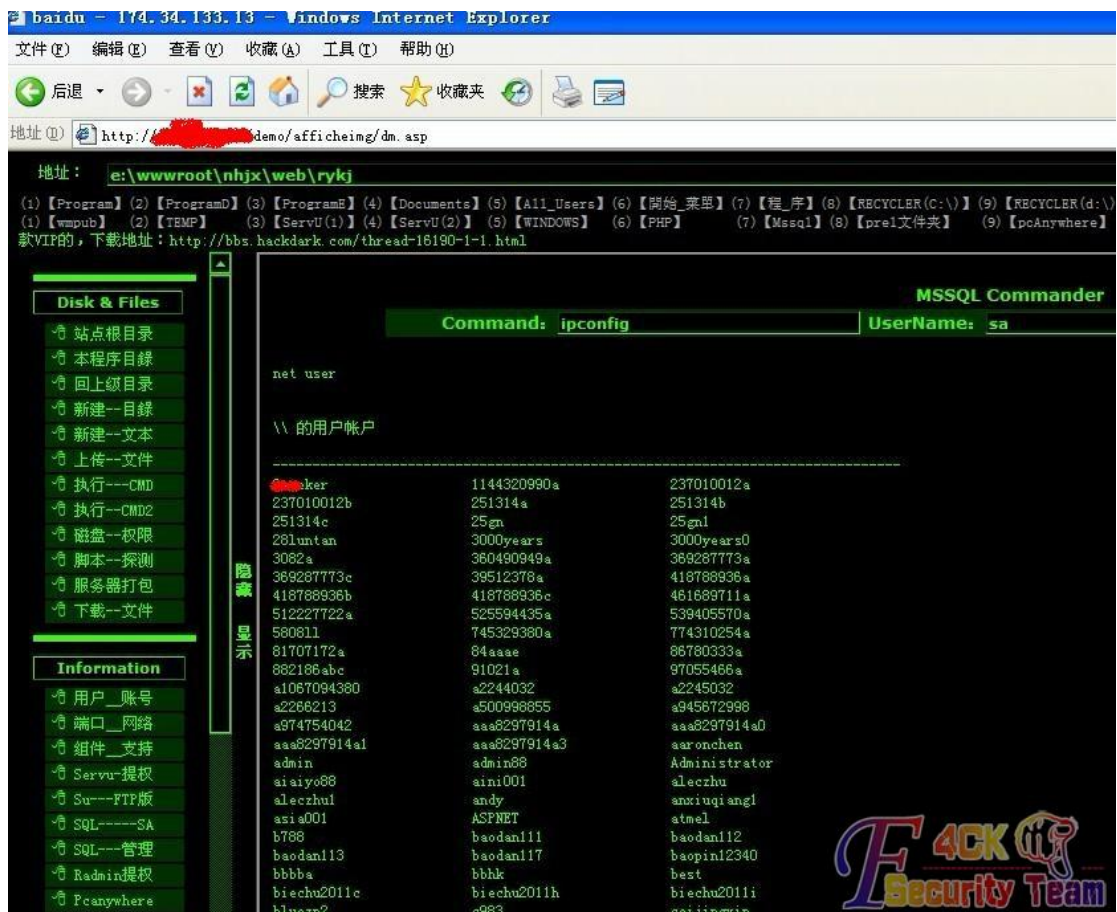 baidu - 174.34.133.13 - Windows Internet Explorer
文件(F) 编辑(E) 查看(V) 收藏(A) 工具(T) 帮助(H)
后退 搜索 收藏夹
地址(D) http:// demo/afficheimg/dm.asp
地址： e:\wwwroot\nhjx\web\rykj
(1)【Program】(2)【ProgramD】(3)【ProgramE】(4)【Documents】(5)【All_Users】(6)【開始_菜單】(7)【程_序】(8)【RECYCLER(C:\)】(9)【RECYCLER(d:\)
(1)【wmpub】 (2)【TEMP】 (3)【ServU(1)】(4)【ServU(2)】 (5)【WINDOWS】 (6)【PHP】 (7)【Mssql】(8)【prel文件夹】 (9)【pcAnywhere】
款VIP的，下载地址：http://bbs.hackdark.com/thread-16190-1-1.html
Disk & Files
站点根目录
本程序目録
回上级目录
新建--目録
新建--文本
上传--文件
执行---CMD
执行--CMD2
磁盘--权限
脚本--探测
服务器打包
下载--文件
Information
用户__账号
端口__网络
组件__支持
Servu-提权
Su---FTP版
SQL-----SA
SQL---管理
Radmin提权
Pcanywhere
隐藏 显示
MSSQL Commander
Command: ipconfig UserName: sa
net user
\\ 的用户帐户
-------------------------------------------------------------------------------
eker 1144320990a 237010012a
237010012b 251314a 251314b
251314c 25gn 25gn1
281untan 3000years 3000years0
3082a 360490949a 369287773a
369287773c 39512378a 418788936a
418788936b 418788936c 461689711a
512227722a 525594435a 539405570a
580811 745329380a 774310254a
81707172a 84aaae 86780333a
882186abc 91021a 97055466a
a1067094380 a2244032 a2245032
a2266213 a500998855 a945672998
a974754042 aaa8297914a aaa8297914a0
aaa8297914a1 aaa8297914a3 aaronchen
admin admin88 Administrator
aiaiyo88 aini001 aleczhu
aleczhu1 andy anxiuqiang1
asia001 ASPNET atmel
b788 baodan111 baodan112
baodan113 baodan117 baopin12340
bbbba bbhk best
biechu2011c biechu2011h biechu2011i
F4CK
Security Team